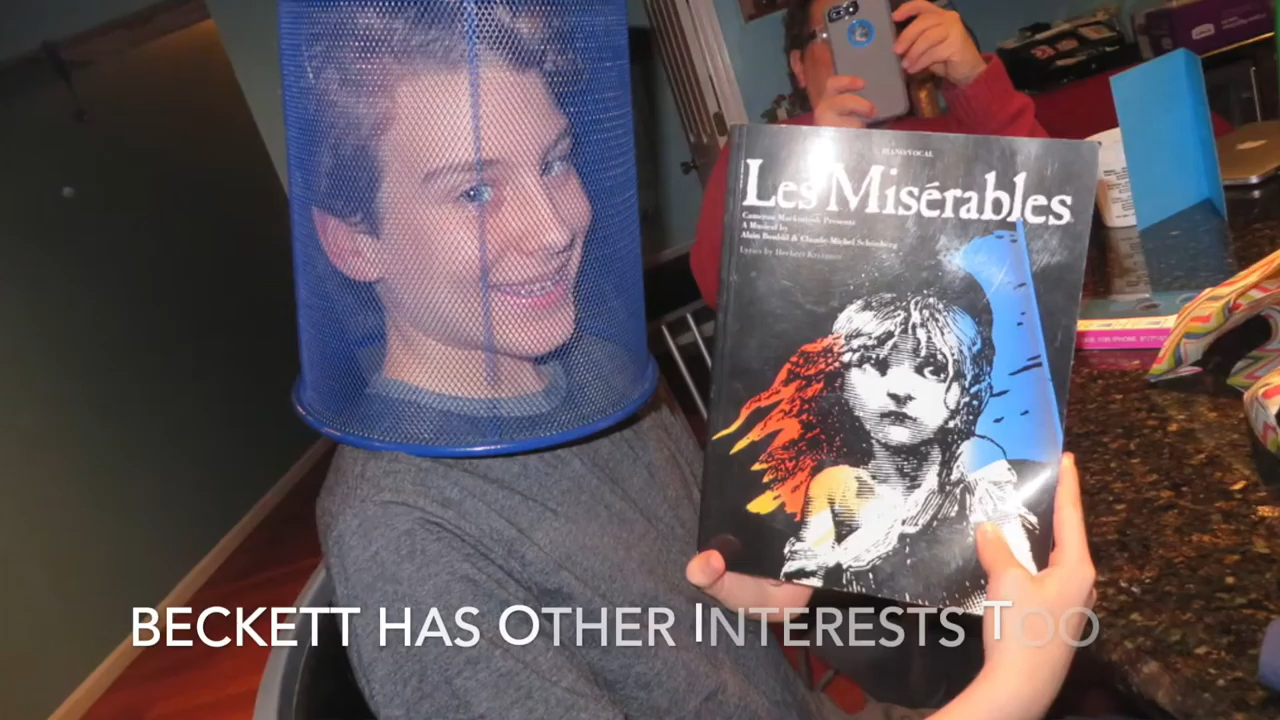 PIANO/VOCAL
Les Misérables
Cameron Mackintosh Presents
A Musical by
Alain Boublil & Claude-Michel Schönberg
Lyrics by Herbert Kretzmer
BECKETT HAS OTHER INTERESTS TOO